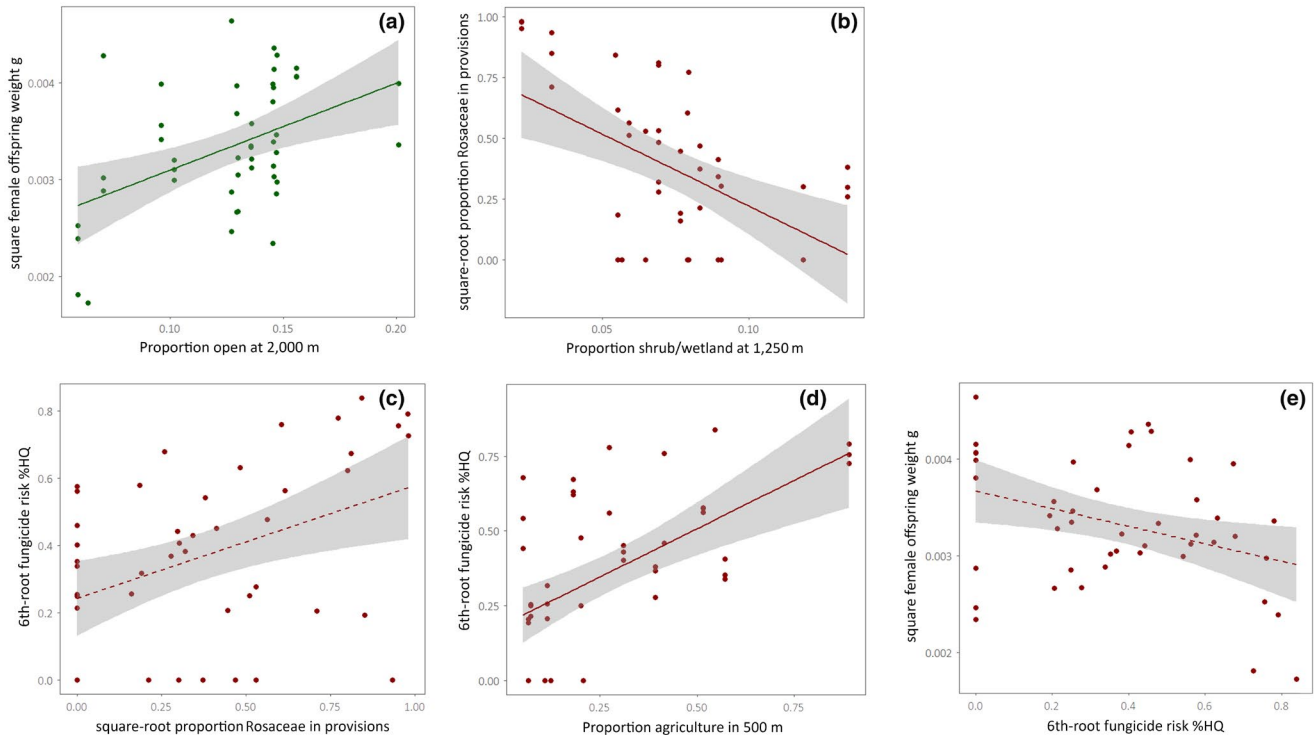 (a)
square female offspring weight g
0.004
0.003
0.002
0.10
0.15
0.20
Proportion open at 2,000 m
(b)
square-root proportion Rosaceae in provisions
1.00
0.75
0.50
0.25
0.00
0.05
0.10
Proportion shrub/wetland at 1,250 m
(c)
6th-root fungicide risk %HQ
0.8
0.6
0.4
0.2
0.0
0.00
0.25
0.50
0.75
1.00
square-root proportion Rosaceae in provisions
(d)
6th-root fungicide risk %HQ
0.75
0.50
0.25
0.00
0.25
0.50
0.75
Proportion agriculture in 500 m
(e)
square female offspring weight g
0.004
0.003
0.002
0.0
0.2
0.4
0.6
0.8
6th-root fungicide risk %HQ